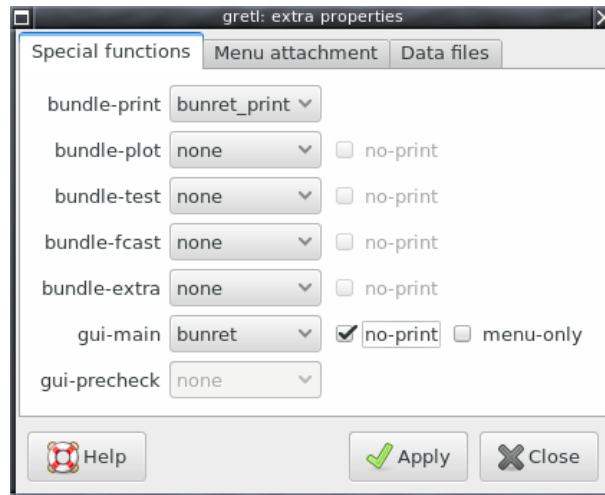 gretl: extra properties
Special functions Menu attachment Data files
bundle-print bunret_print
bundle-plot none no-print
bundle-test none no-print
bundle-fcast none no-print
bundle-extra none no-print
gui-main bunret no-print menu-only
gui-precheck none
Help Apply Close